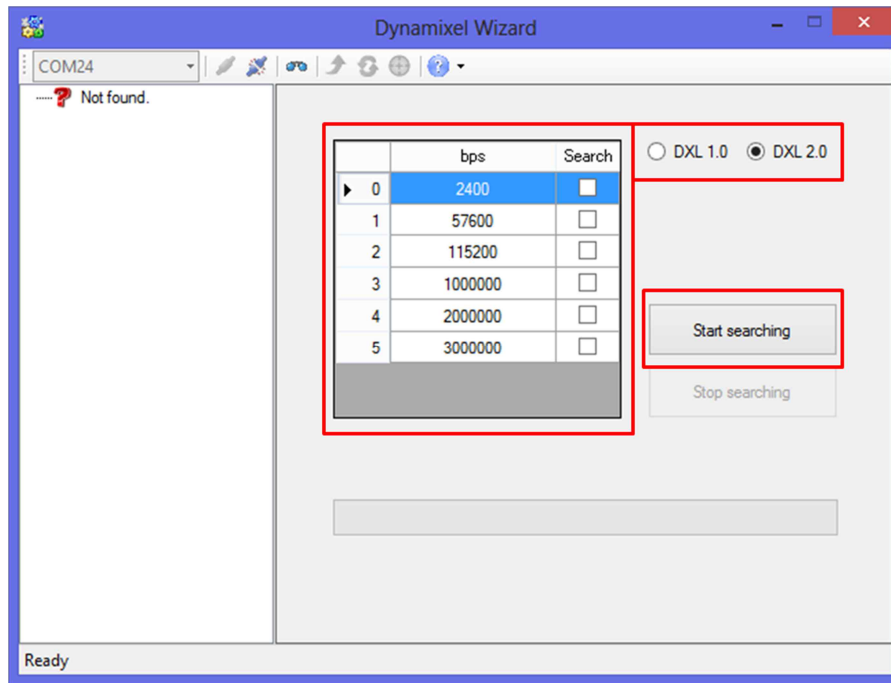 Dynamixel Wizard
COM24
Not found.
bps Search
DXL 1.0 DXL 2.0
0 2400
1 57600
2 115200
3 1000000
4 2000000
5 3000000
Start searching
Stop searching
Ready